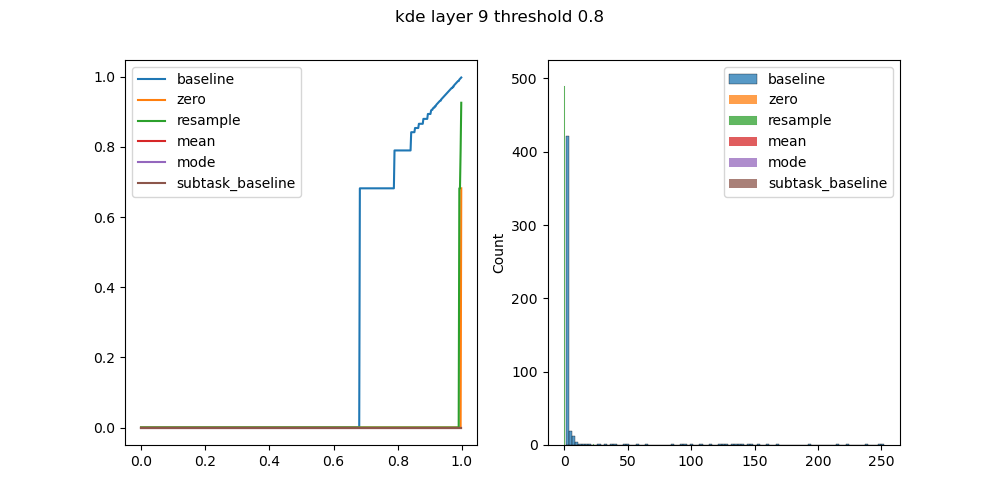 kde layer 9 threshold 0.8
baseline
zero
resample
mean
mode
subtask_baseline
1.0
0.8
0.6
0.4
0.2
0.0
0.0 0.2 0.4 0.6 0.8 1.0
baseline
zero
resample
mean
mode
subtask_baseline
Count
500
400
300
200
100
0
0 50 100 150 200 250